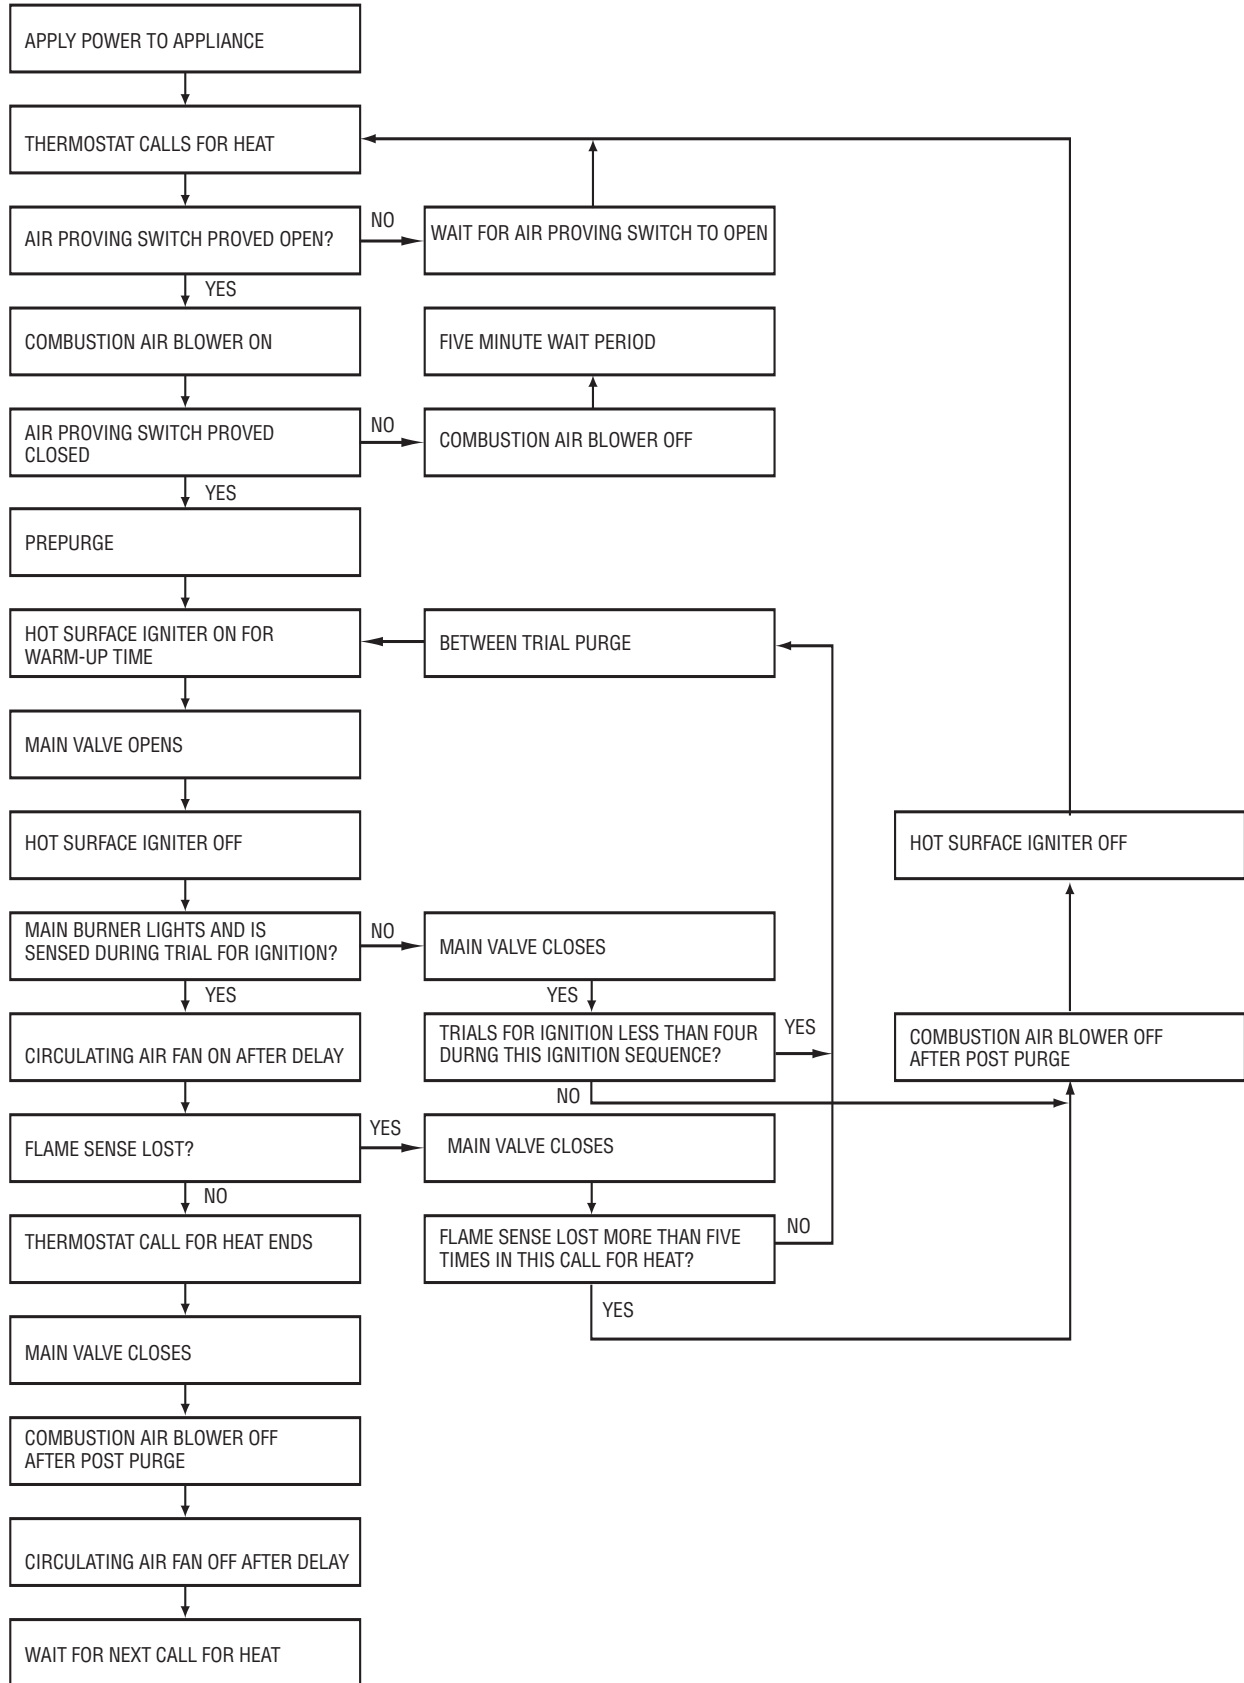 APPLY POWER TO APPLIANCE
THERMOSTAT CALLS FOR HEAT
AIR PROVING SWITCH PROVED OPEN?
NO
WAIT FOR AIR PROVING SWITCH TO OPEN
YES
COMBUSTION AIR BLOWER ON
FIVE MINUTE WAIT PERIOD
AIR PROVING SWITCH PROVED
CLOSED
NO
COMBUSTION AIR BLOWER OFF
YES
PREPURGE
HOT SURFACE IGNITER ON FOR
WARM-UP TIME
BETWEEN TRIAL PURGE
MAIN VALVE OPENS
HOT SURFACE IGNITER OFF
HOT SURFACE IGNITER OFF
MAIN BURNER LIGHTS AND IS
SENSED DURING TRIAL FOR IGNITION?
NO
MAIN VALVE CLOSES
YES
YES
CIRCULATING AIR FAN ON AFTER DELAY
TRIALS FOR IGNITION LESS THAN FOUR
DURNG THIS IGNITION SEQUENCE?
YES
COMBUSTION AIR BLOWER OFF
AFTER POST PURGE
NO
FLAME SENSE LOST?
YES
MAIN VALVE CLOSES
NO
THERMOSTAT CALL FOR HEAT ENDS
FLAME SENSE LOST MORE THAN FIVE
TIMES IN THIS CALL FOR HEAT?
NO
YES
MAIN VALVE CLOSES
COMBUSTION AIR BLOWER OFF
AFTER POST PURGE
CIRCULATING AIR FAN OFF AFTER DELAY
WAIT FOR NEXT CALL FOR HEAT